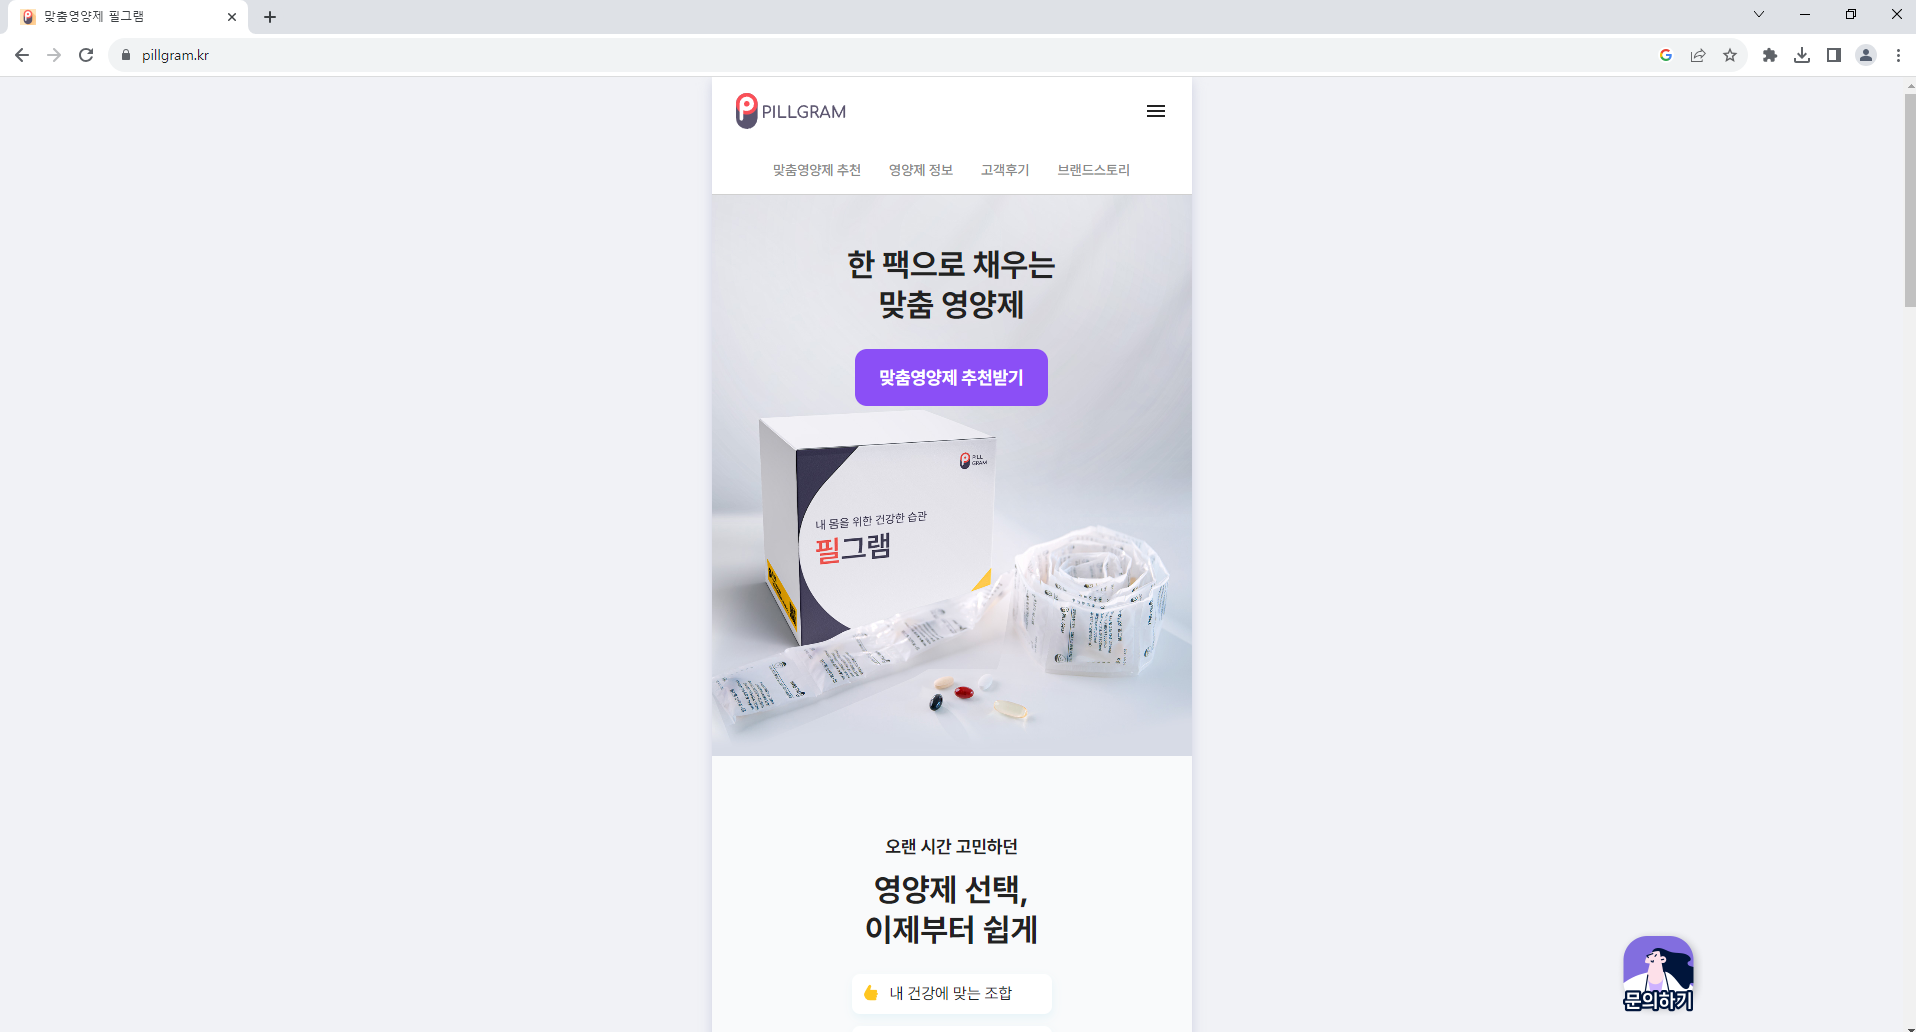 맞춤영양제 필그램
pillgram.kr
PILLGRAM
맞춤영양제 추천 영양제 정보 고객후기 브랜드스토리
한 팩으로 채우는
맞춤 영양제
맞춤영양제 추천받기
PILL
GRAM
내 몸을 위한 건강한 습관
필그램
오랜 시간 고민하던
영양제 선택,
이제부터 쉽게
내 건강에 맞는 조합
문의하기